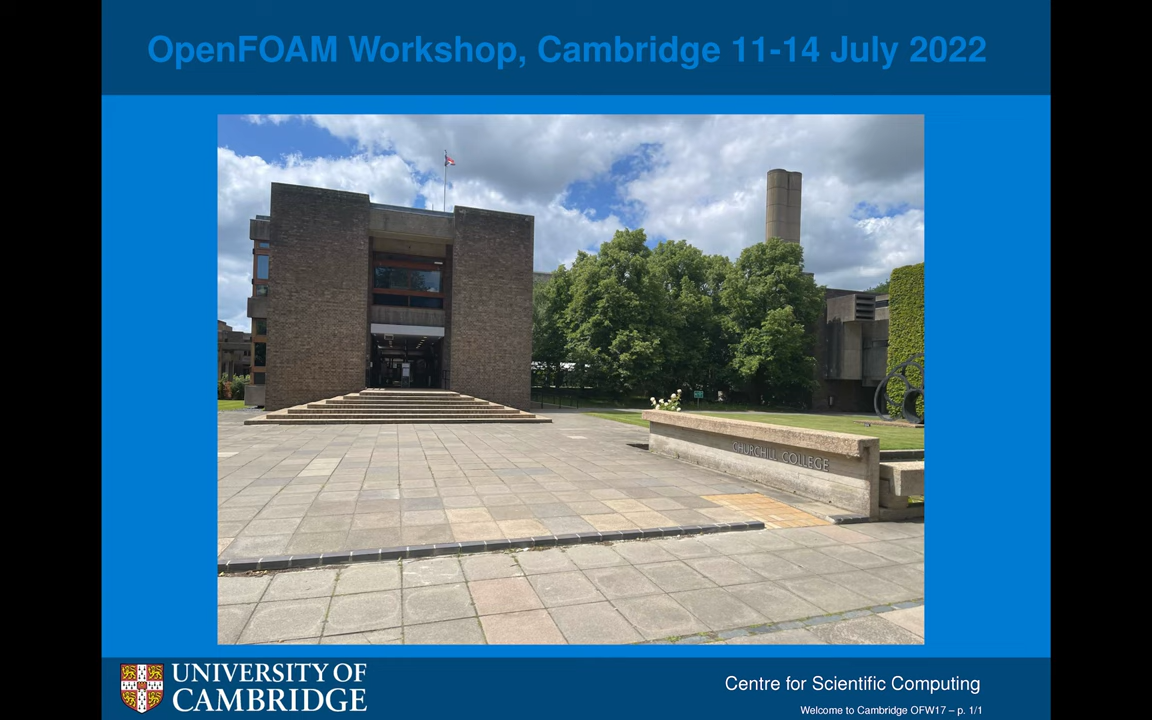 OpenFOAM Workshop, Cambridge 11-14 July 2022
CHURCHILL COLLEGE
UNIVERSITY OF
CAMBRIDGE
Centre for Scientific Computing
Welcome to Cambridge OFW17 – p. 1/1